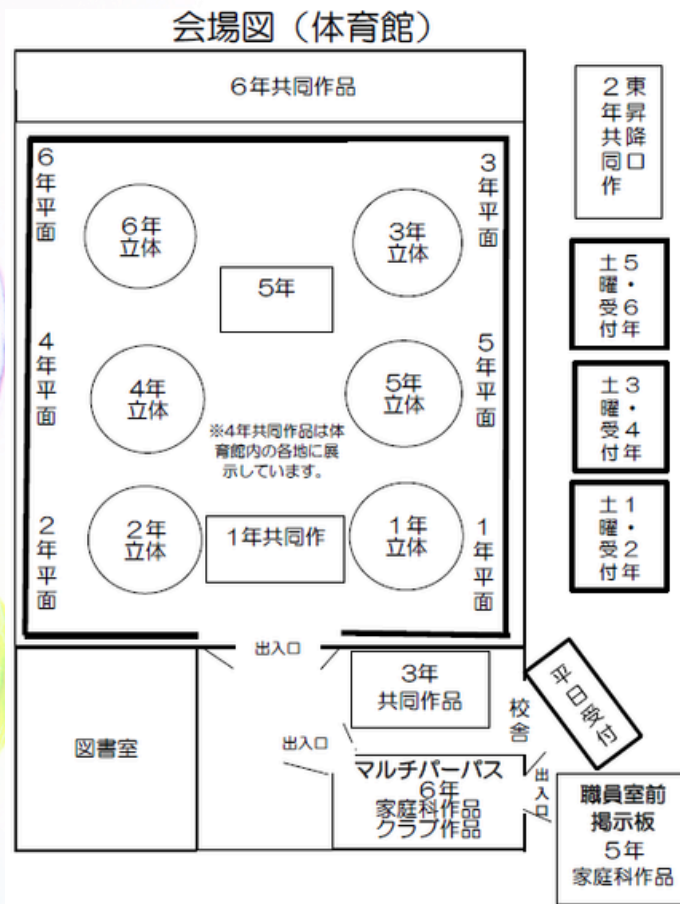 会場図（体育館）
6年共同作品
東昇降口
2年共同作
6年平面
3年平面
6年
立体
3年
立体
5年
土曜・受付
5・6年
4年平面
5年平面
4年
立体
5年
立体
※4年共同作品は体
育館内の各地に展
示しています。
土曜・受付
3・4年
2年平面
1年平面
2年
立体
1年共同作
1年
立体
土曜・受付
1・2年
出入口
3年
共同作品
校舎
平日受付
図書室
出入口
マルチパーパス
6年
家庭科作品
クラブ作品
出入口
職員室前
掲示板
5年
家庭科作品